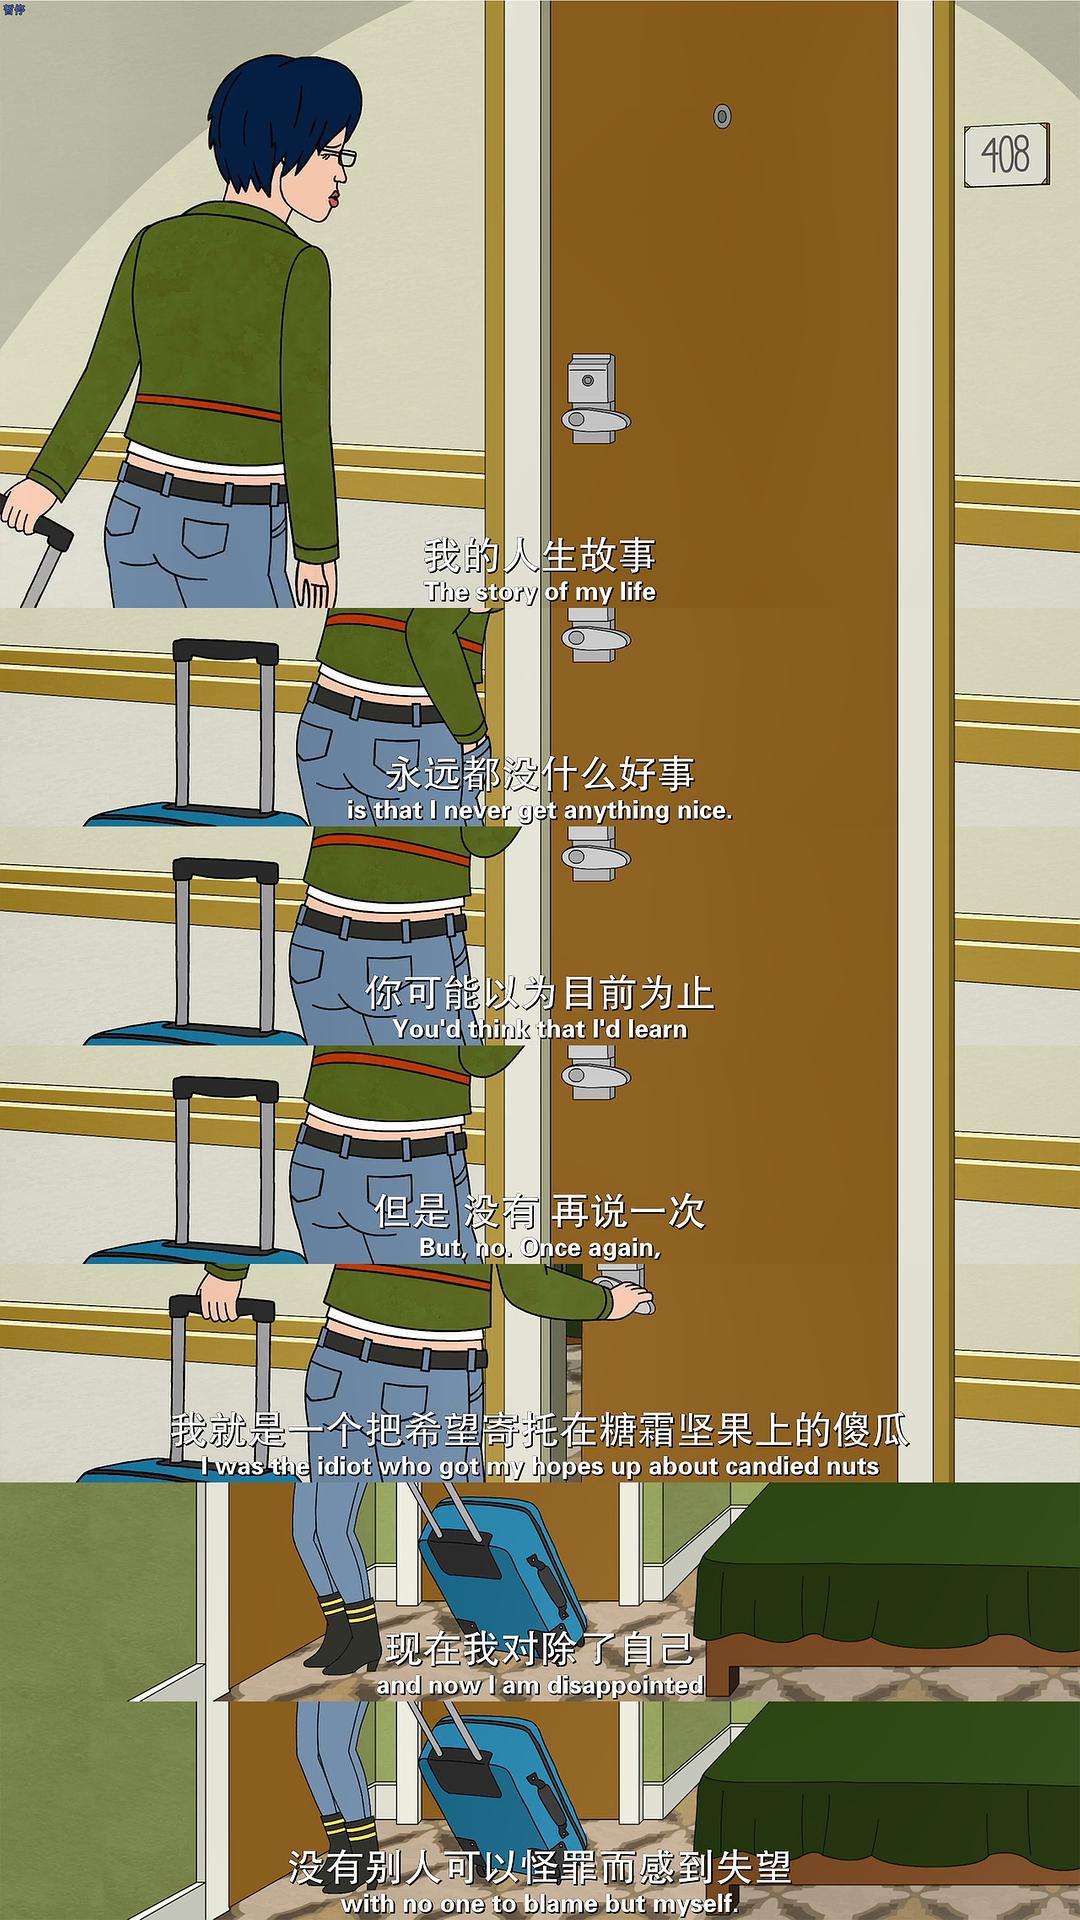 暂停
408
我的人生故事
The story of my life
永远都没什么好事
is that I never get anything nice.
你可能以为目前为止
You'd think that I'd learn
但是 没有 再说一次
But, no. Once again,
我就是一个把希望寄托在糖霜坚果上的傻瓜
I was the idiot who got my hopes up about candied nuts
现在我对除了自己
and now I am disappointed
没有别人可以怪罪而感到失望
with no one to blame but myself.